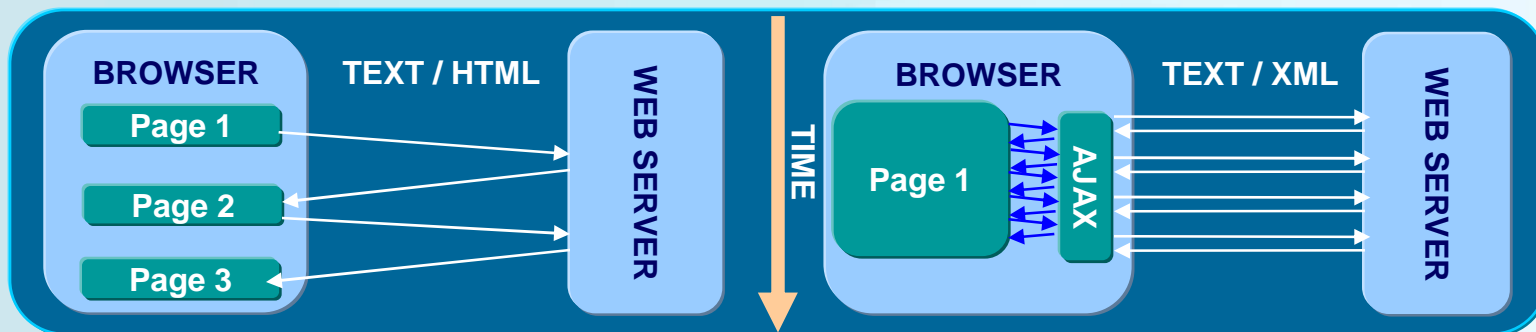 BROWSER
TEXT / HTML
WEB SERVER
Page 1
Page 2
Page 3
TIME
BROWSER
TEXT / XML
WEB SERVER
Page 1
AJAX